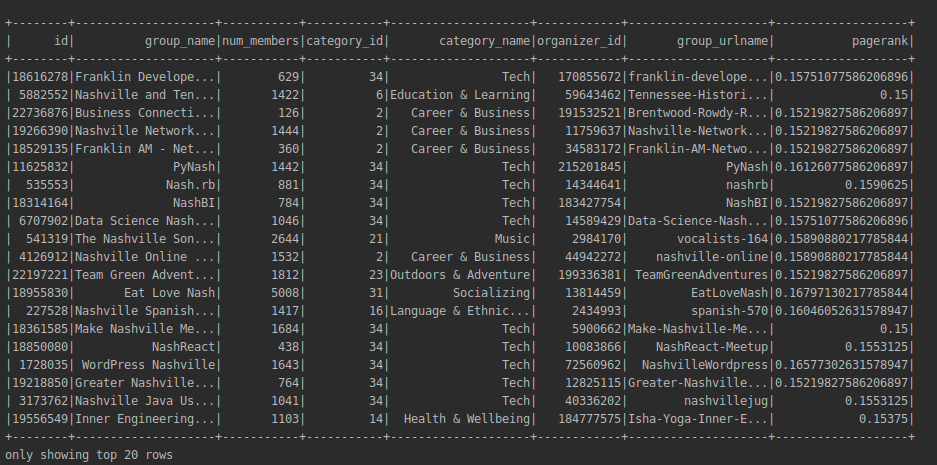 +--------+--------------------+-----------+-----------+--------------------+------------+--------------------+-------------------+
|      id|          group_name|num_members|category_id|       category_name|organizer_id|       group_urlname|           pagerank|
+--------+--------------------+-----------+-----------+--------------------+------------+--------------------+-------------------+
|18616278|Franklin Develope...|        629|         34|                Tech|   170855672|franklin-develope...|0.15751077586206896|
| 5882552|Nashville and Ten...|       1422|          6|Education & Learning|    59643462|Tennessee-Histori...|               0.15|
|22736876|Business Connecti...|        126|          2|   Career & Business|   191532521|Brentwood-Rowdy-R...|0.15219827586206897|
|19266390|Nashville Network...|       1444|          2|   Career & Business|    11759637|Nashville-Network...|0.15219827586206897|
|18529135|Franklin AM - Net...|        360|          2|   Career & Business|    34583172|Franklin-AM-Netwo...|0.15219827586206897|
|11625832|              PyNash|       1442|         34|                Tech|   215201845|              PyNash|0.16126077586206897|
|  535553|             Nash.rb|        881|         34|                Tech|    14344641|              nashrb|          0.1590625|
|18314164|              NashBI|        784|         34|                Tech|   183427754|              NashBI|0.15219827586206897|
| 6707902|Data Science Nash...|       1046|         34|                Tech|    14589429|Data-Science-Nash...|0.15751077586206896|
|  541319|The Nashville Son...|       2644|         21|               Music|     2984170|       vocalists-164|0.15890880217785844|
| 4126912|Nashville Online ...|       1532|          2|   Career & Business|    44942272|    nashville-online|0.15890880217785844|
|22197221|Team Green Advent...|       1812|         23|Outdoors & Adventure|   199336381| TeamGreenAdventures|0.15219827586206897|
|18955830|       Eat Love Nash|       5008|         31|         Socializing|    13814459|         EatLoveNash|0.16797130217785844|
|  227528|Nashville Spanish...|       1417|         16|Language & Ethnic...|     2434993|         spanish-570|0.16046052631578947|
|18361585|Make Nashville Me...|       1684|         34|                Tech|     5900662|Make-Nashville-Me...|               0.15|
|18850080|           NashReact|        438|         34|                Tech|    10083866|    NashReact-Meetup|          0.1553125|
| 1728035| WordPress Nashville|       1643|         34|                Tech|    72560962|  NashvilleWordpress|0.16577302631578947|
|19218850|Greater Nashville...|        764|         34|                Tech|    12825115|Greater-Nashville...|0.15219827586206897|
| 3173762|Nashville Java Us...|       1041|         34|                Tech|    40336202|        nashvillejug|          0.1553125|
|19556549|Inner Engineering...|       1103|         14|  Health & Wellbeing|   184777575|Isha-Yoga-Inner-E...|            0.15375|
+--------+--------------------+-----------+-----------+--------------------+------------+--------------------+-------------------+
only showing top 20 rows